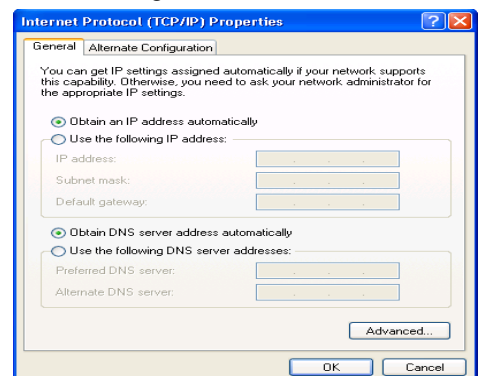 Internet Protocol (TCP/IP) Properties
General Alternate Configuration
You can get IP settings assigned automatically if your network supports
this capability. Otherwise, you need to ask your network administrator for
the appropriate IP settings.
Obtain an IP address automatically
Use the following IP address:
IP address:
Subnet mask:
Default gateway:
Obtain DNS server address automatically
Use the following DNS server addresses:
Preferred DNS server:
Alternate DNS server:
Advanced...
OK Cancel